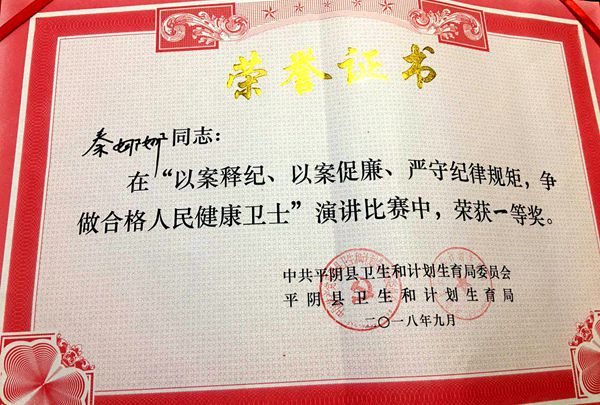 荣誉证书
秦娜娜同志：
在“以案释纪、以案促廉、严守纪律规矩，争
做合格人民健康卫士”演讲比赛中，荣获一等奖。
中共平阴县卫生和计划生育局委员会
平阴县卫生和计划生育局
二〇一八年九月